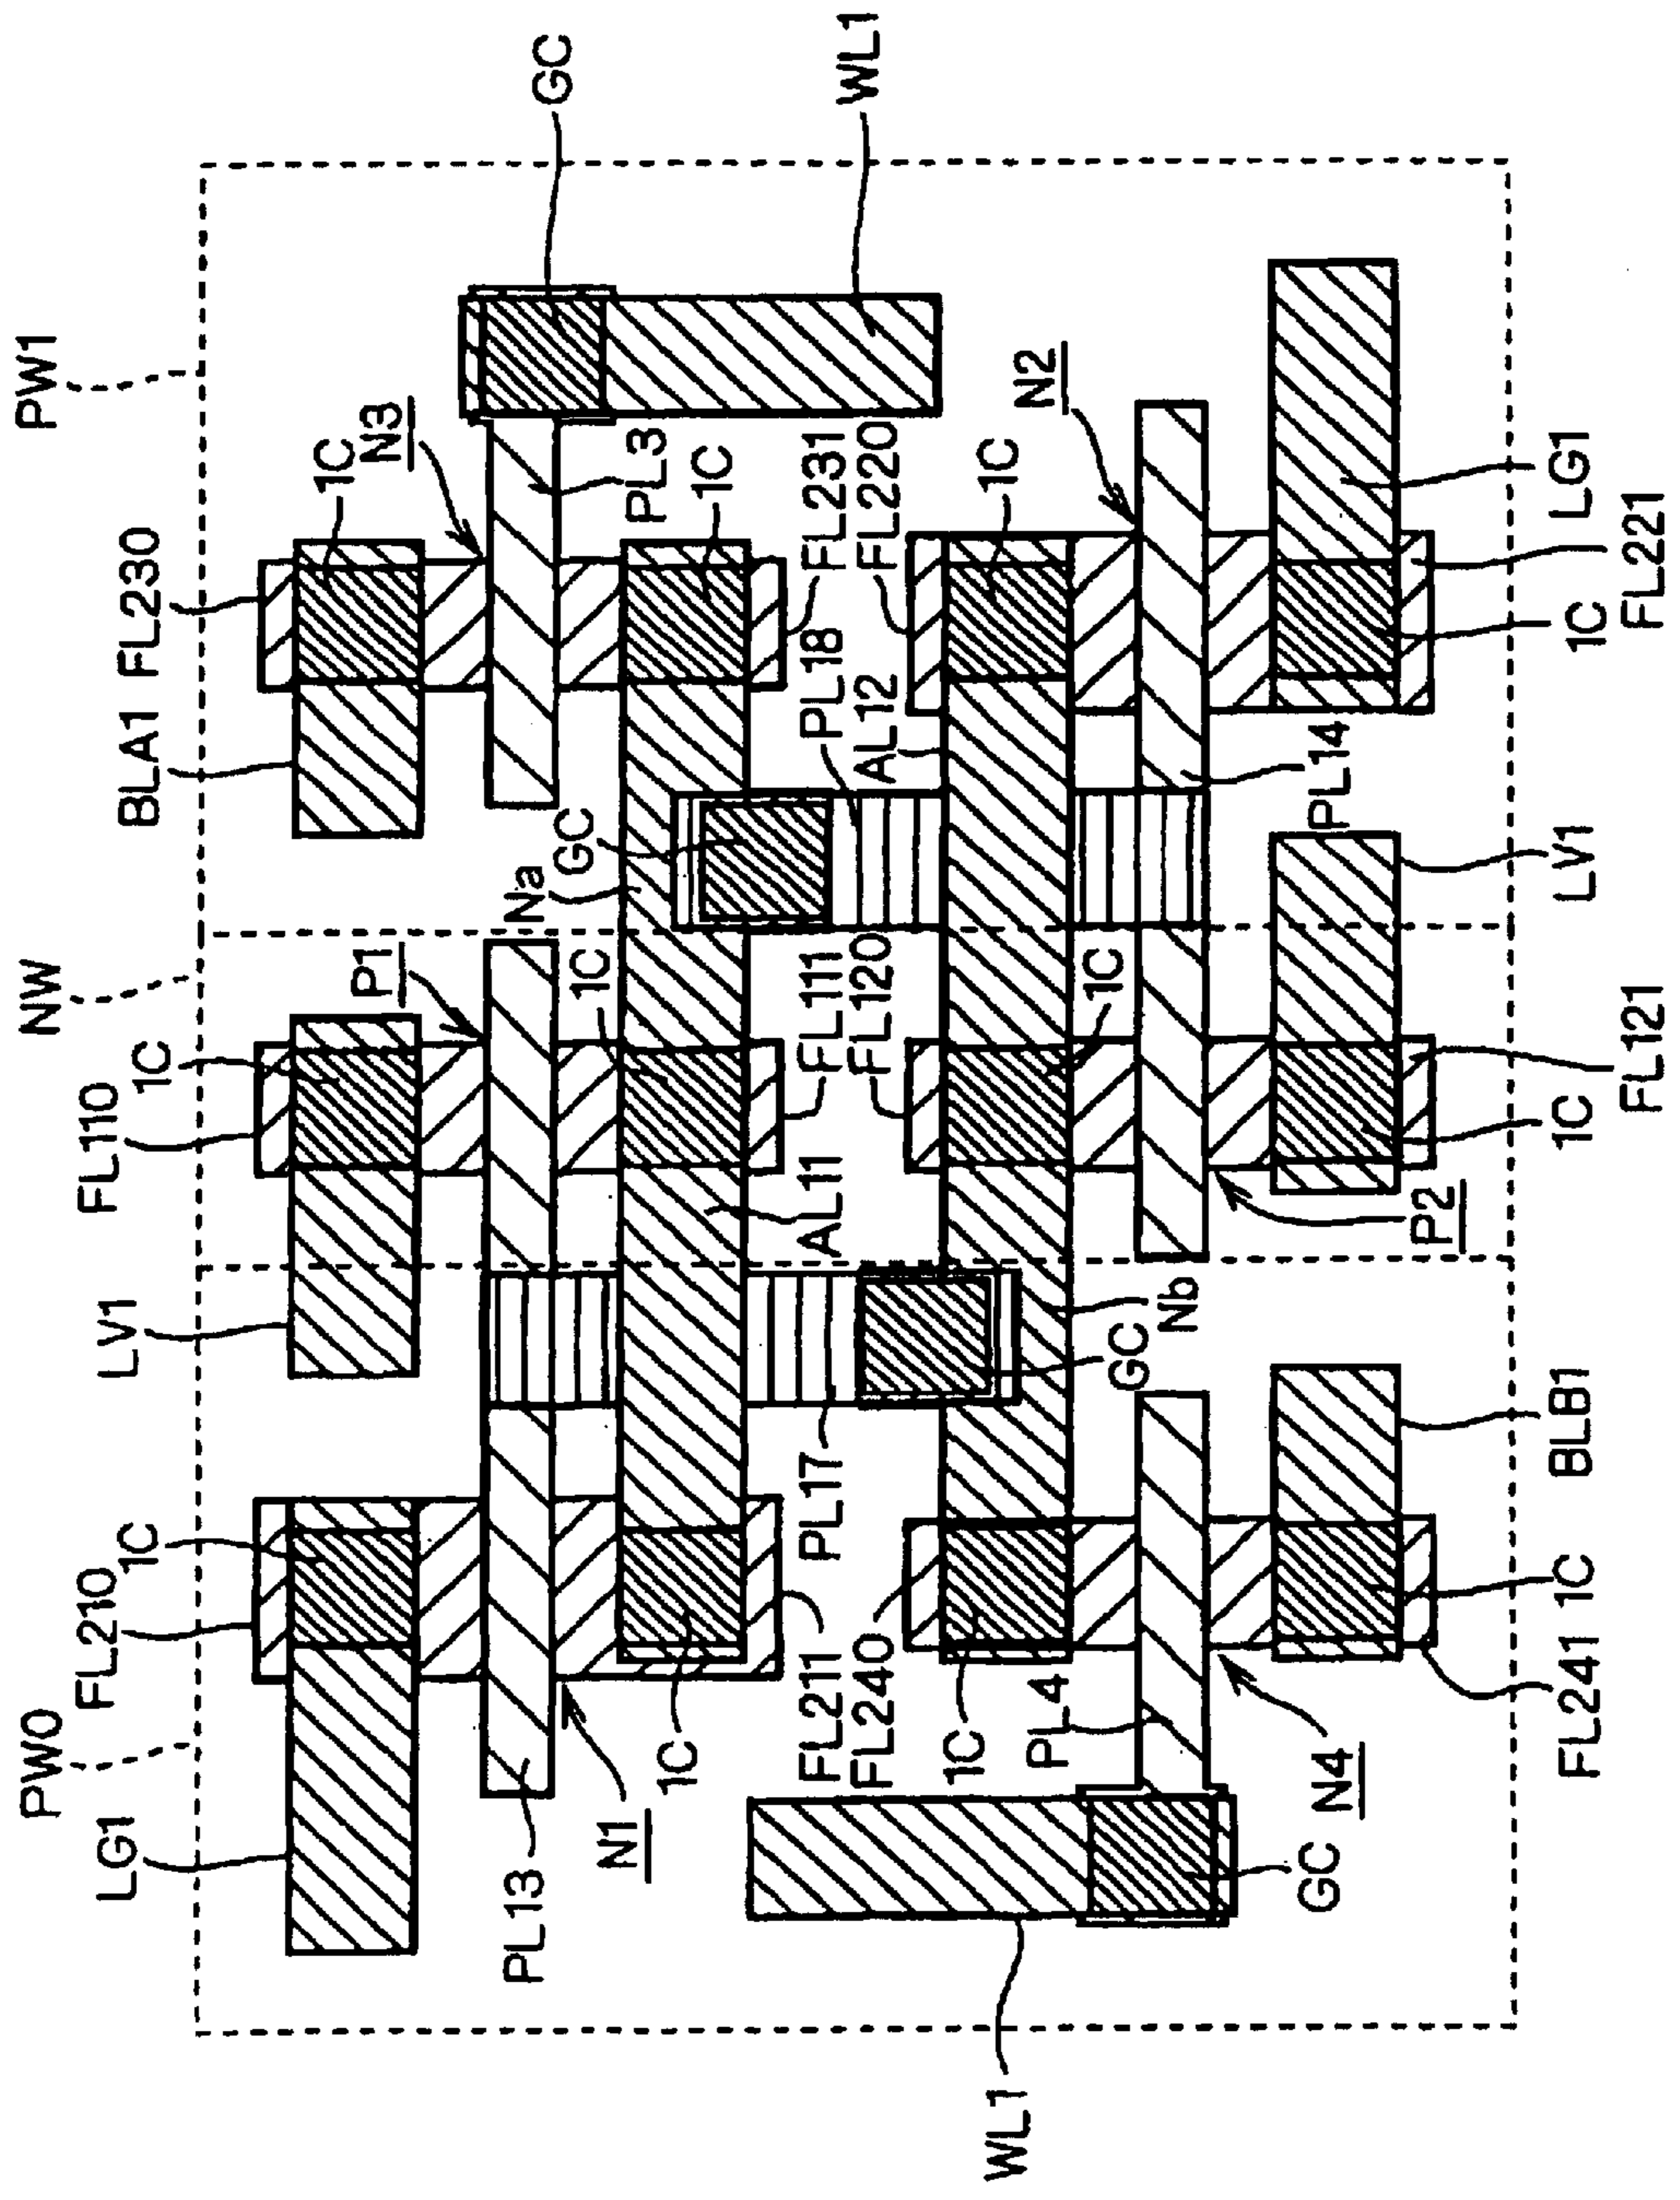 PW0
NW
PW1
LG1
FL210
1C
LV1
FL110
1C
BLA1
FL230
1C
N3
GC
P1
WL1
PL13
N1
1C
AL11
1C
Na
GC
PL3
1C
FL211
PL17
FL111
PL18
FL231
FL240
FL120
AL12
FL220
1C
1C
1C
N2
WL1
PL4
GC
Nb
GC
N4
P2
PL14
FL241
1C
BLB1
1C
FL121
LV1
1C
FL221
LG1